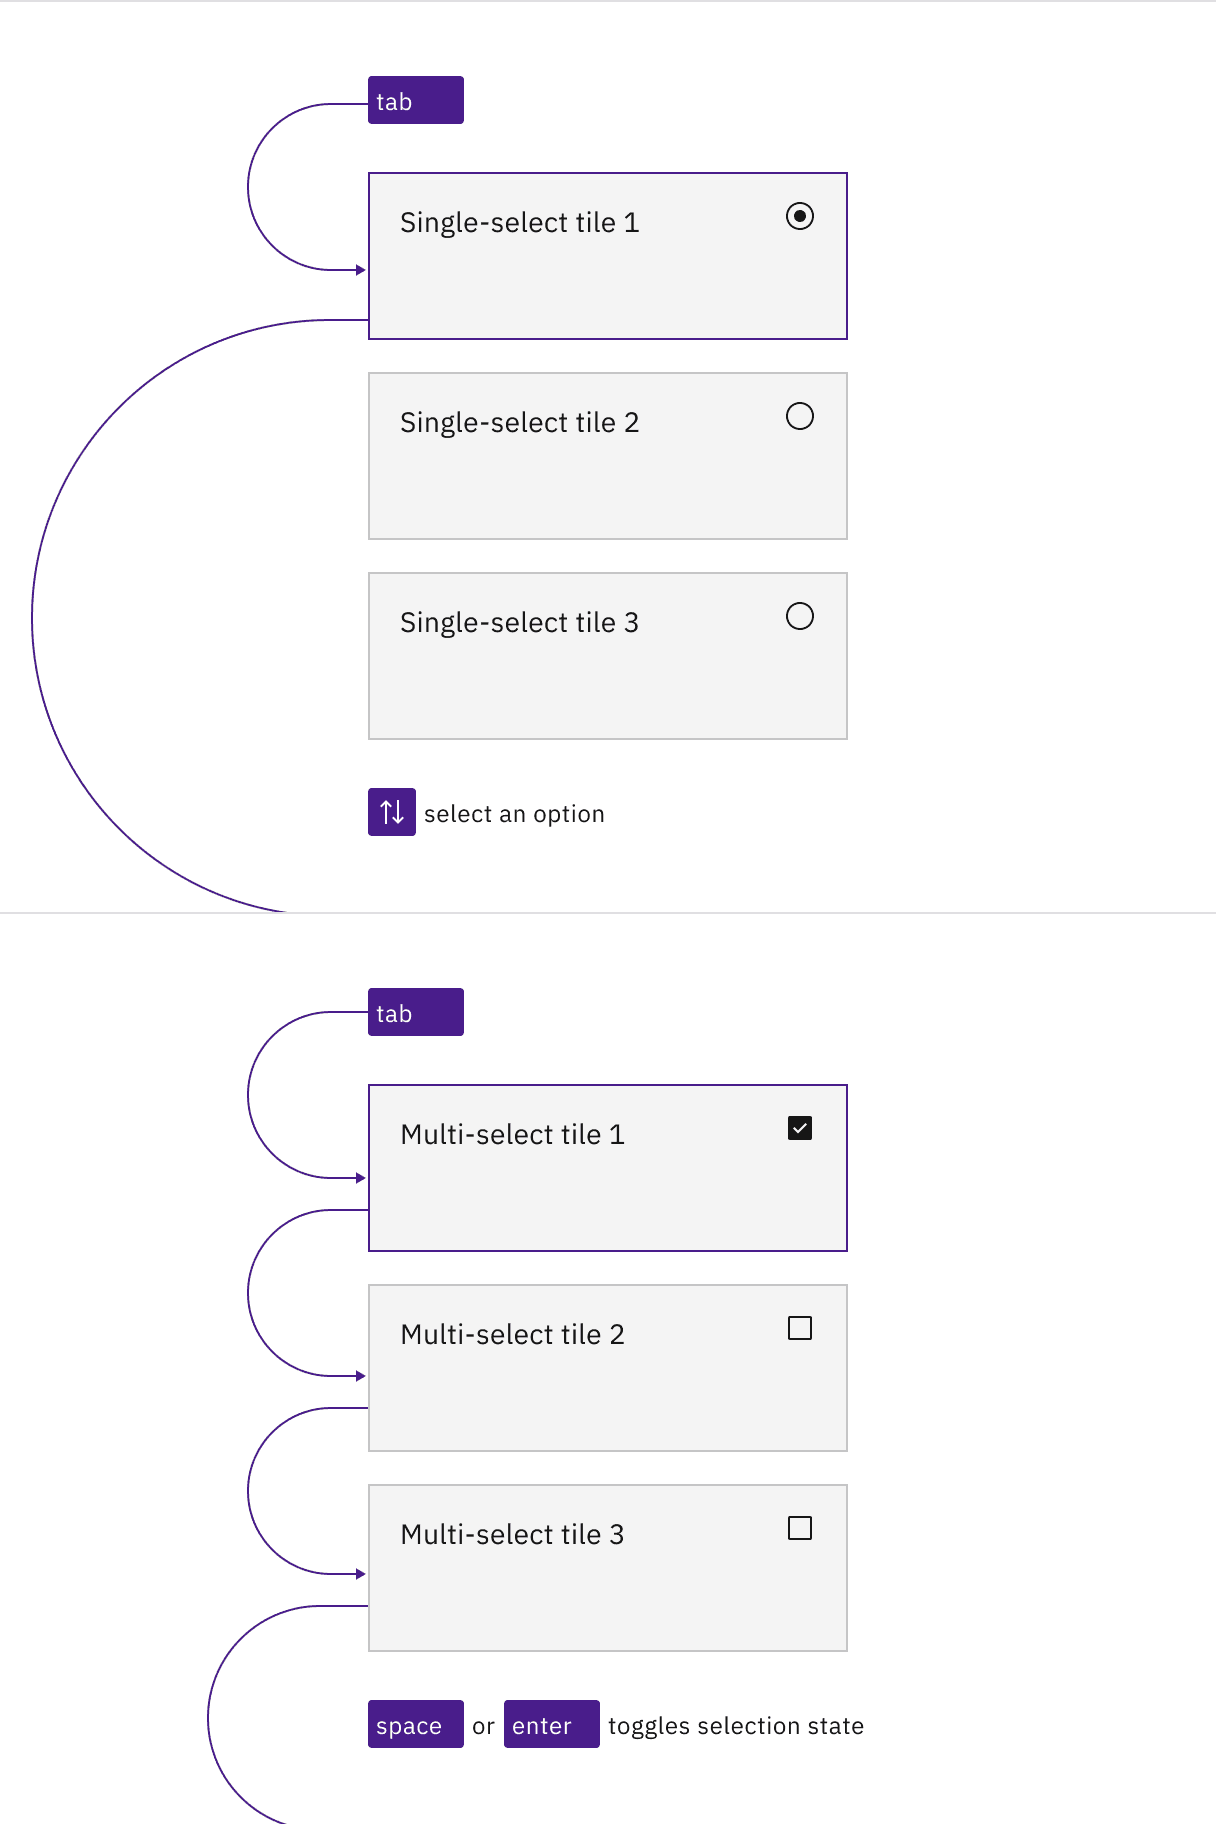 tab
Single-select tile 1
Single-select tile 2
Single-select tile 3
select an option
tab
Multi-select tile 1
Multi-select tile 2
Multi-select tile 3
space or enter toggles selection state